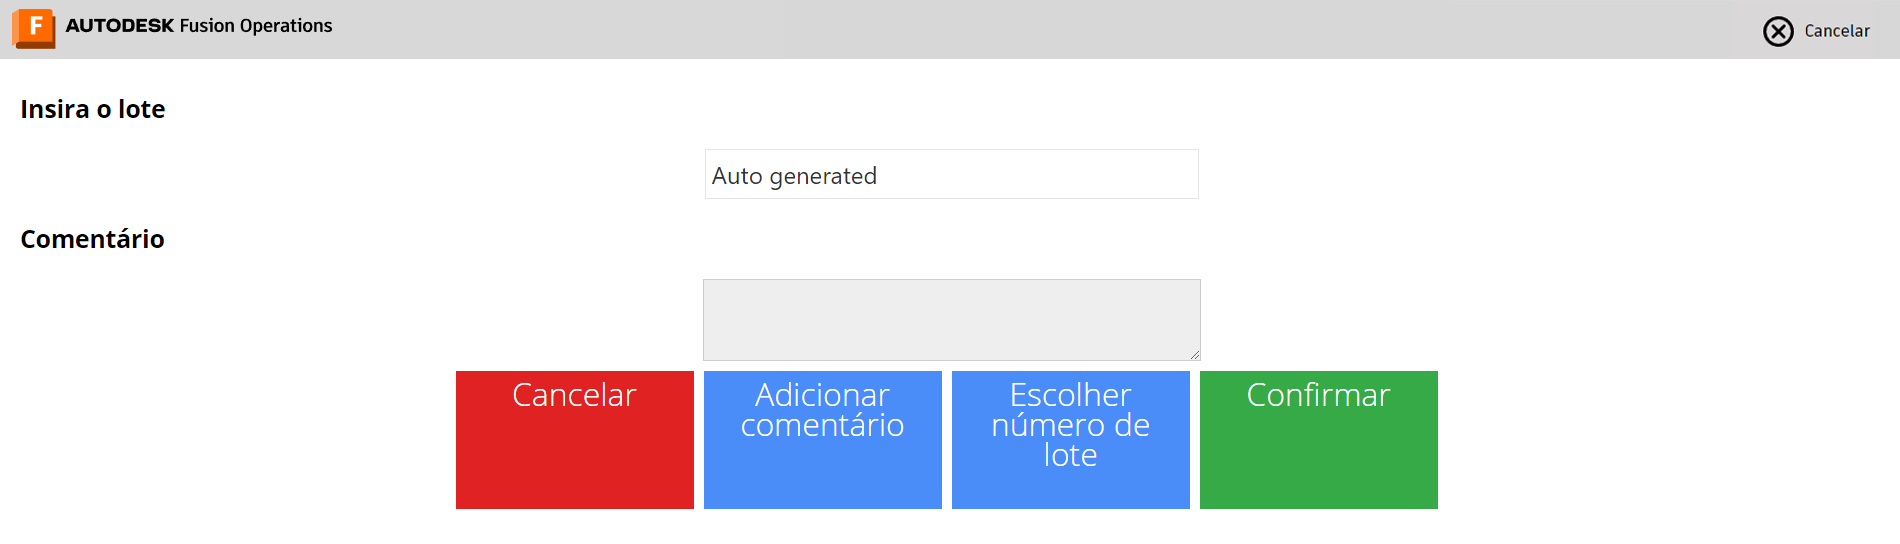 F AUTODESK Fusion Operations
Cancelar
Insira o lote
Auto generated
Comentário
Cancelar
Adicionar
comentário
Escolher
número de
lote
Confirmar